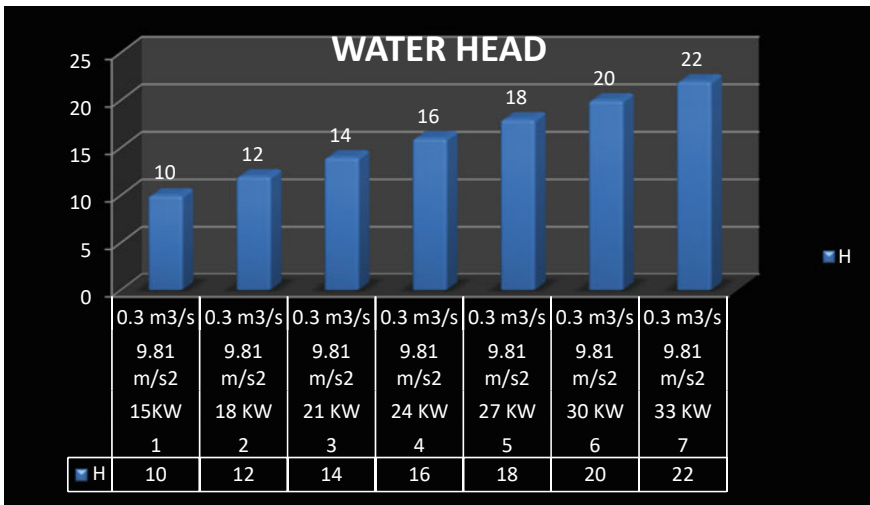 WATER HEAD
25
20
15
10
5
0
10
12
14
16
18
20
22
H
0.3 m3/s 0.3 m3/s 0.3 m3/s 0.3 m3/s 0.3 m3/s 0.3 m3/s 0.3 m3/s
9.81 9.81 9.81 9.81 9.81 9.81 9.81
m/s2 m/s2 m/s2 m/s2 m/s2 m/s2 m/s2
15KW 18 KW 21 KW 24 KW 27 KW 30 KW 33 KW
1 2 3 4 5 6 7
H 10 12 14 16 18 20 22